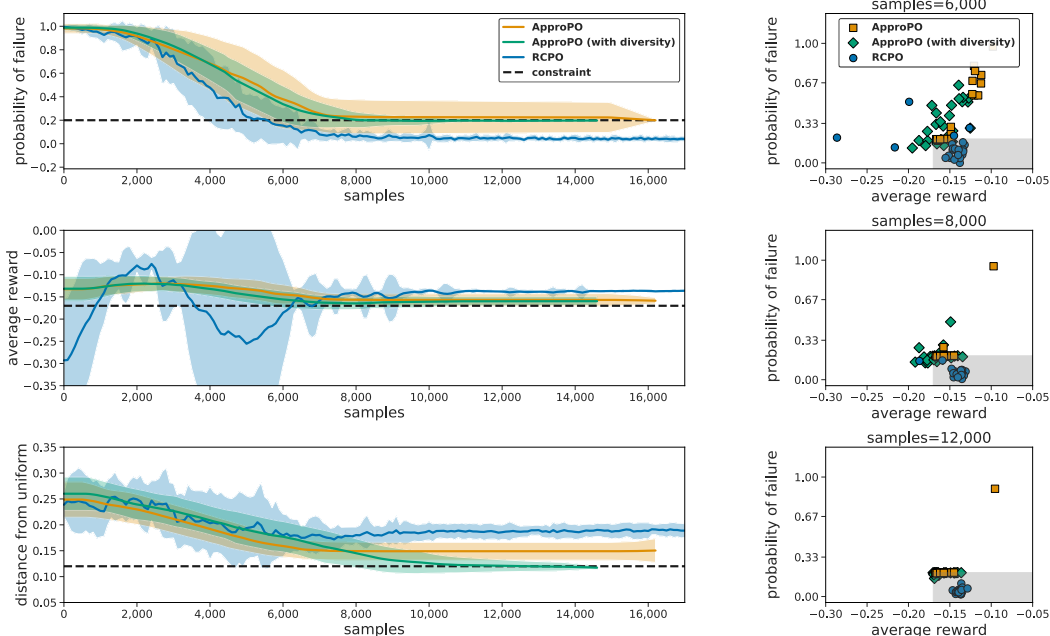 samples=6,000
1.0
0.8
0.6
0.4
0.2
0.0
−0.2
probability of failure
ApproPO
ApproPO (with diversity)
RCPO
constraint
0 2,000 4,000 6,000 8,000 10,000 12,000 14,000 16,000
samples
1.00
0.67
0.33
0.00
probability of failure
ApproPO
ApproPO (with diversity)
RCPO
−0.30 −0.25 −0.20 −0.15 −0.10 −0.05
average reward
samples=8,000
0.00
−0.05
−0.10
−0.15
−0.20
−0.25
−0.30
−0.35
average reward
0 2,000 4,000 6,000 8,000 10,000 12,000 14,000 16,000
samples
1.00
0.67
0.33
0.00
probability of failure
−0.30 −0.25 −0.20 −0.15 −0.10 −0.05
average reward
samples=12,000
0.35
0.30
0.25
0.20
0.15
0.10
0.05
distance from uniform
0 2,000 4,000 6,000 8,000 10,000 12,000 14,000 16,000
samples
1.00
0.67
0.33
0.00
probability of failure
−0.30 −0.25 −0.20 −0.15 −0.10 −0.05
average reward